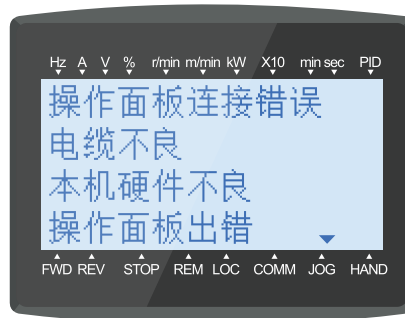 Hz A V % r/min m/min kW X10 min sec PID
操作面板连接错误
电缆不良
本机硬件不良
操作面板出错
FWD REV STOP REM LOC COMM JOG HAND